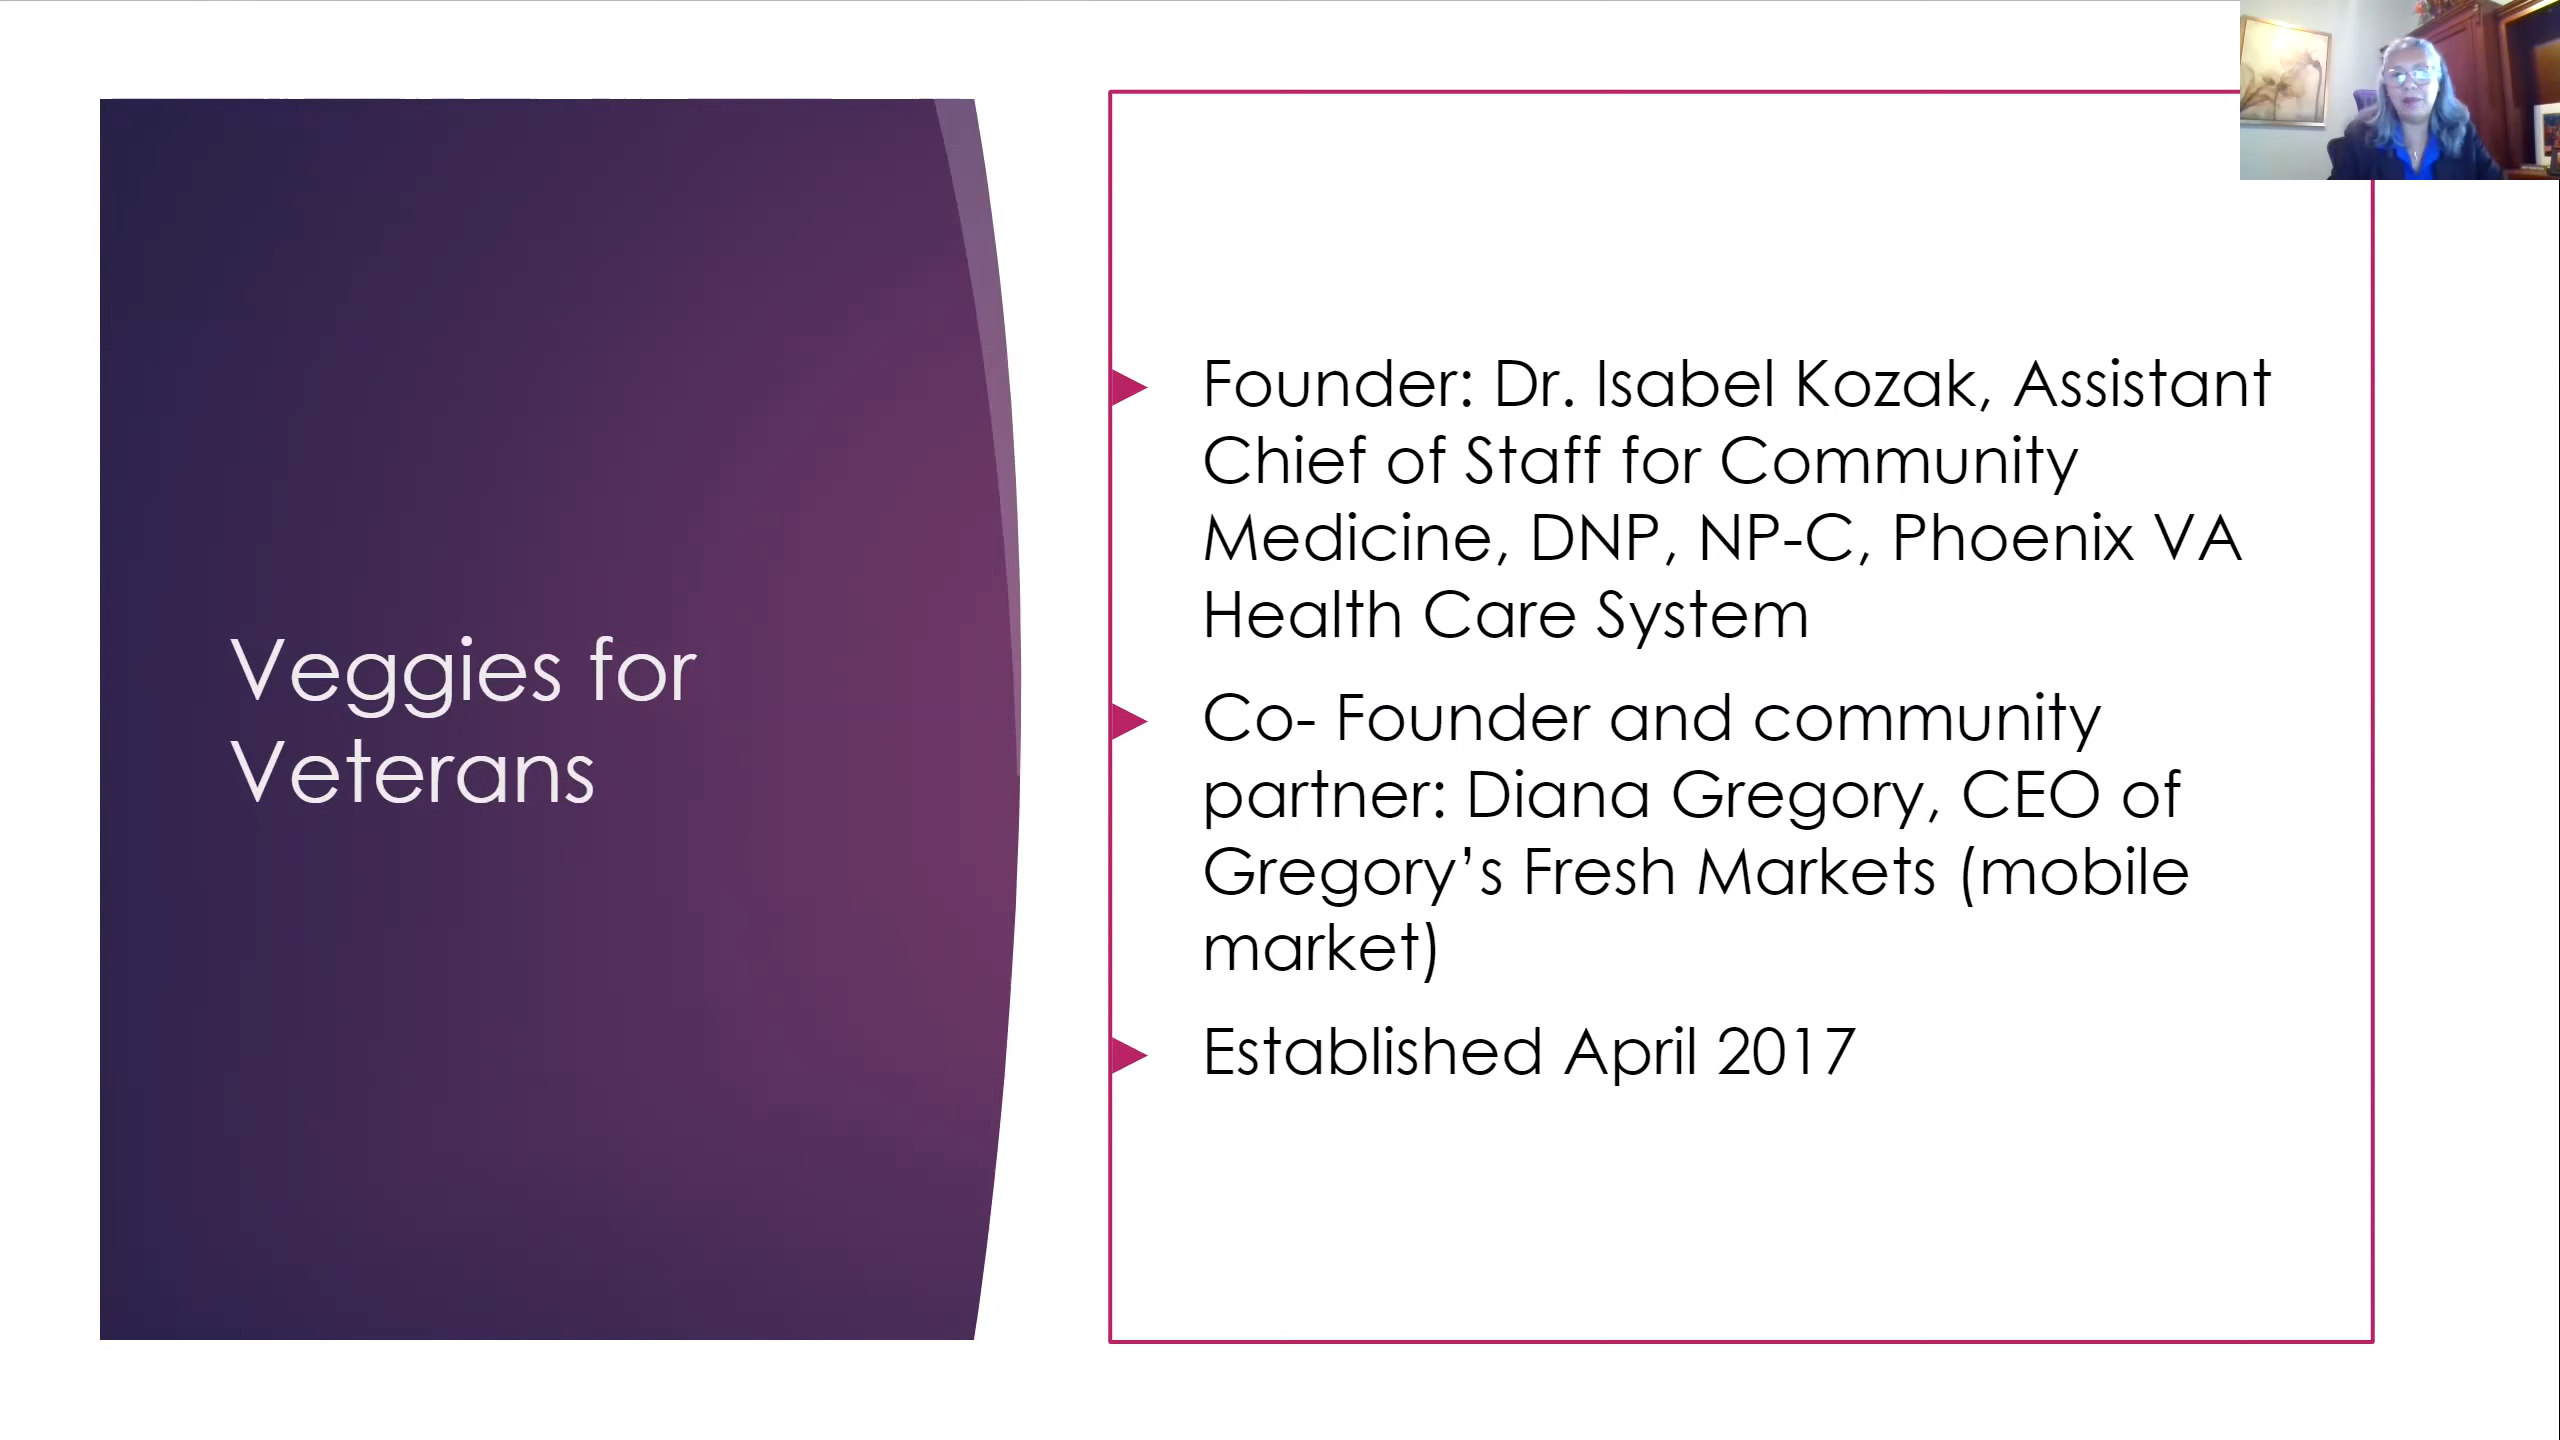 Veggies for
Veterans
Founder: Dr. Isabel Kozak, Assistant
Chief of Staff for Community
Medicine, DNP, NP-C, Phoenix VA
Health Care System
Co- Founder and community
partner: Diana Gregory, CEO of
Gregory’s Fresh Markets (mobile
market)
Established April 2017